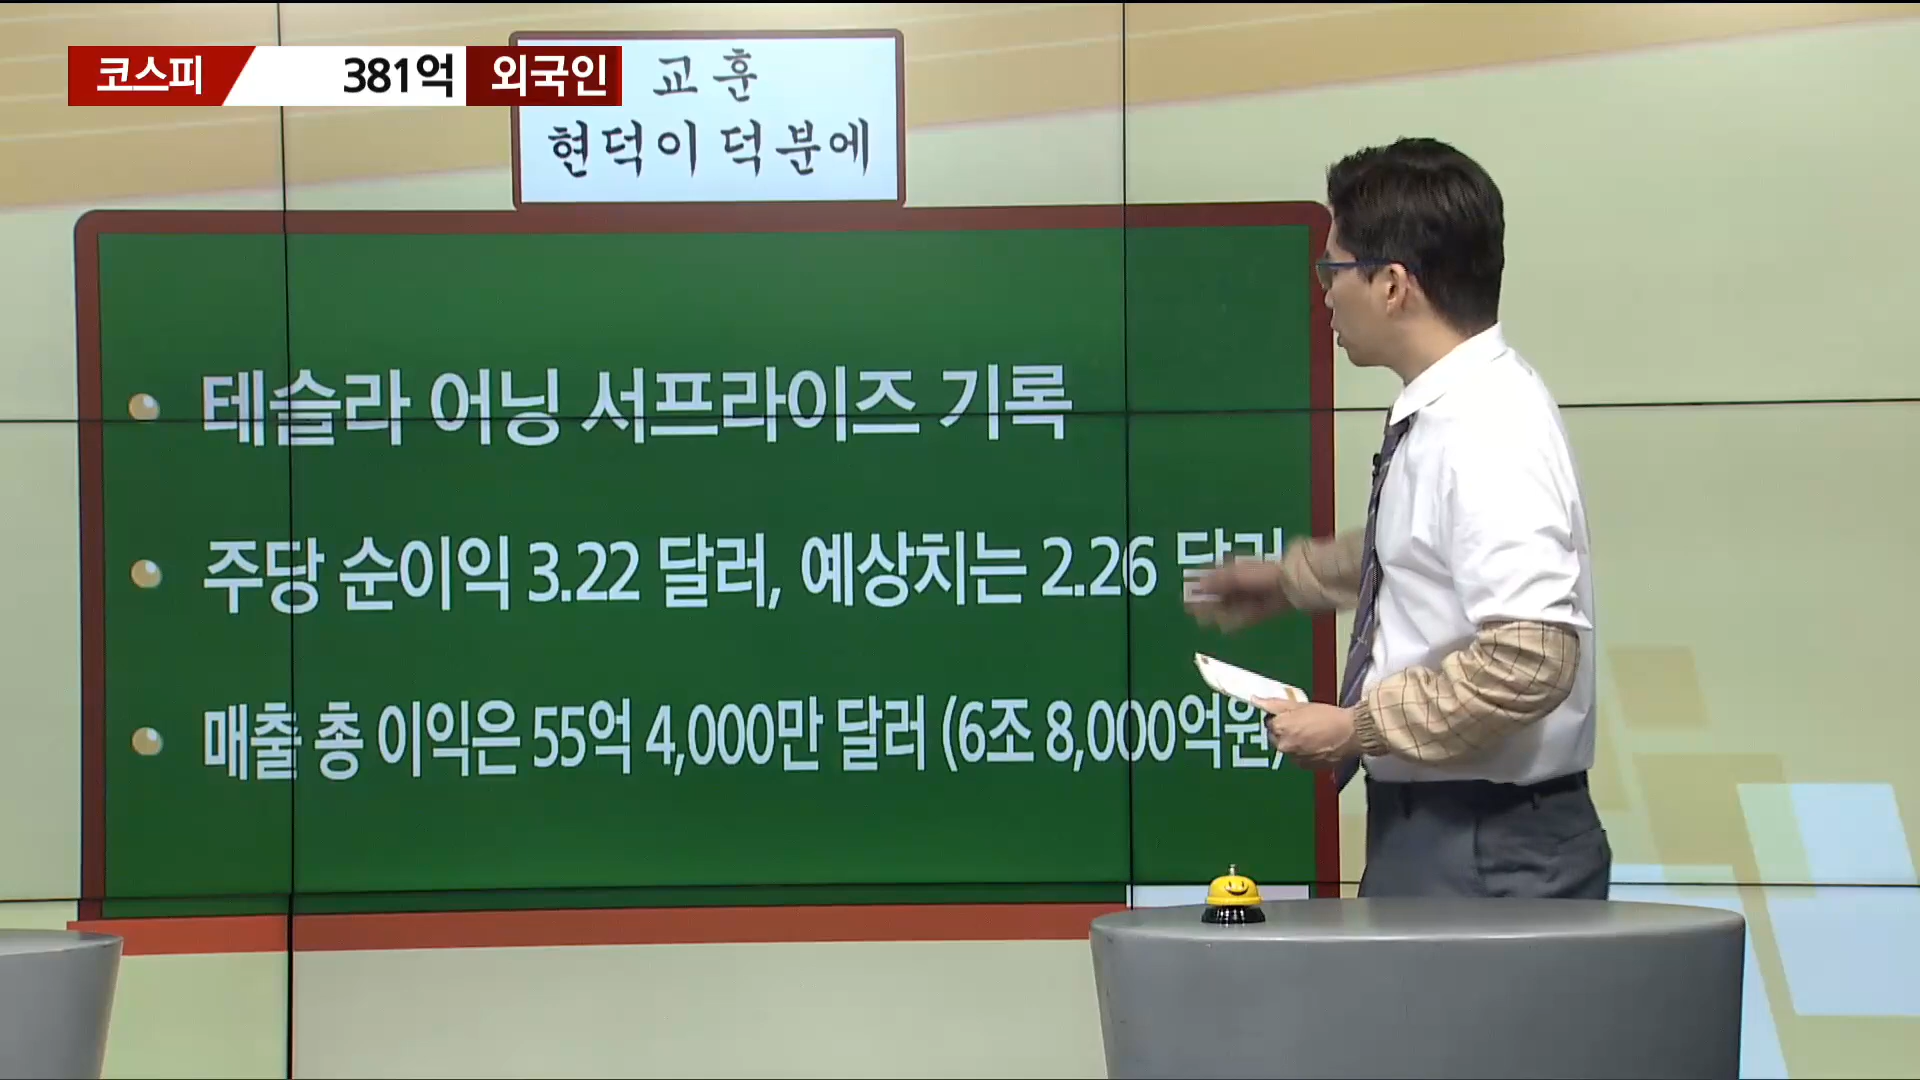 코스피 381억 외국인
교훈
현덕이 덕분에
테슬라 어닝 서프라이즈 기록
주당 순이익 3.22 달러, 예상치는 2.26 달러
매출 총 이익은 55억 4,000만 달러 (6조 8,000억원)